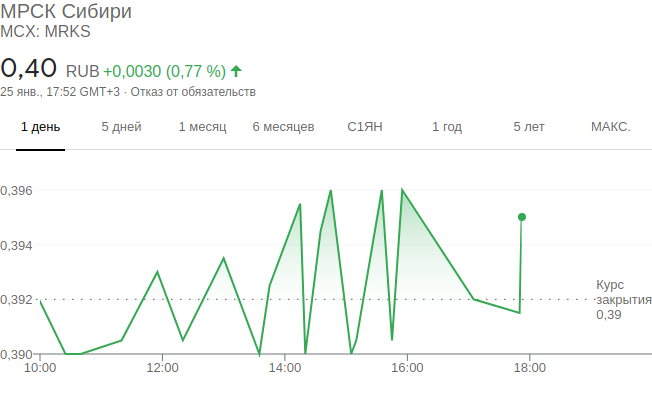 МРСК Сибири
MCX: MRKS
0,40 RUB +0,0030 (0,77 %)
25 янв., 17:52 GMT+3 · Отказ от обязательств
1 день 5 дней 1 месяц 6 месяцев С1ЯН 1 год 5 лет МАКС.
0,396
0,394
Курс
0,392 закрытия
0,39
0,390
10:00 12:00 14:00 16:00 18:00